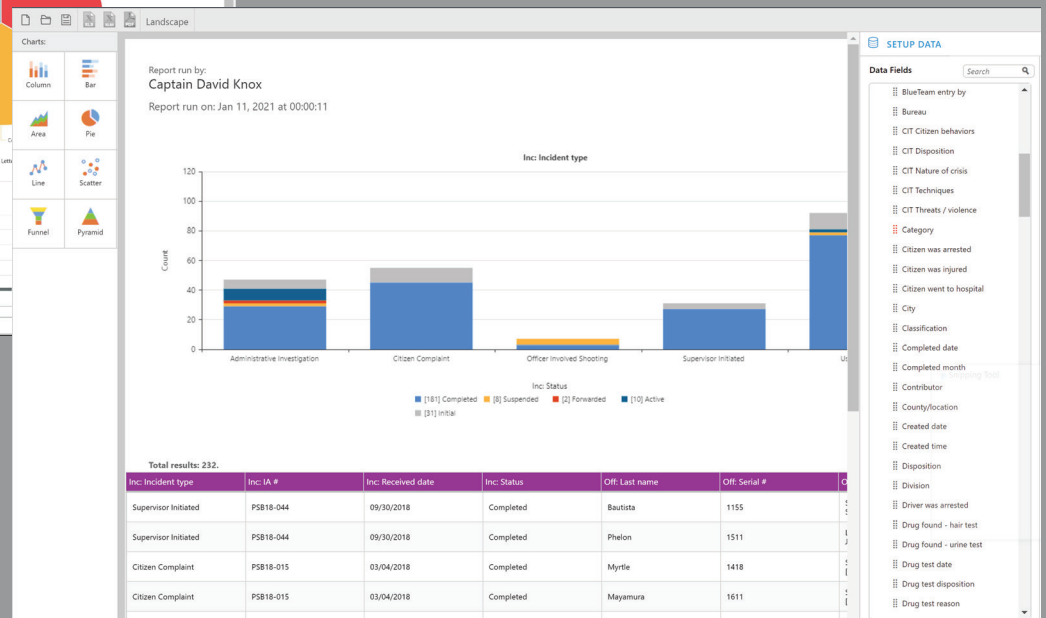 Landscape
Charts:
Column
Bar
Area
Pie
Line
Scatter
Funnel
Pyramid
Report run by:
Captain David Knox
Report run on: Jan 11, 2021 at 00:00:11
Inc: Incident type
120
100
80
60
40
20
0
Count
Administrative Investigation
Citizen Complaint
Officer Involved Shooting
Supervisor Initiated
Inc: Status
[181] Completed [8] Suspended [2] Forwarded [10] Active
[31] Initial
Total results: 232.
Inc: Incident type Inc: IA # Inc: Received date Inc: Status Off: Last name Off: Serial #
Supervisor Initiated PSB18-044 09/30/2018 Completed Bautista 1155
Supervisor Initiated PSB18-044 09/30/2018 Completed Phelon 1511
Citizen Complaint PSB18-015 03/04/2018 Completed Myrtle 1418
Citizen Complaint PSB18-015 03/04/2018 Completed Mayamura 1611
SETUP DATA
Data Fields
Search
BlueTeam entry by
Bureau
CIT Citizen behaviors
CIT Disposition
CIT Nature of crisis
CIT Techniques
CIT Threats / violence
Category
Citizen was arrested
Citizen was injured
Citizen went to hospital
City
Classification
Completed date
Completed month
Contributor
County/location
Created date
Created time
Disposition
Division
Driver was arrested
Drug found - hair test
Drug found - urine test
Drug test date
Drug test disposition
Drug test reason